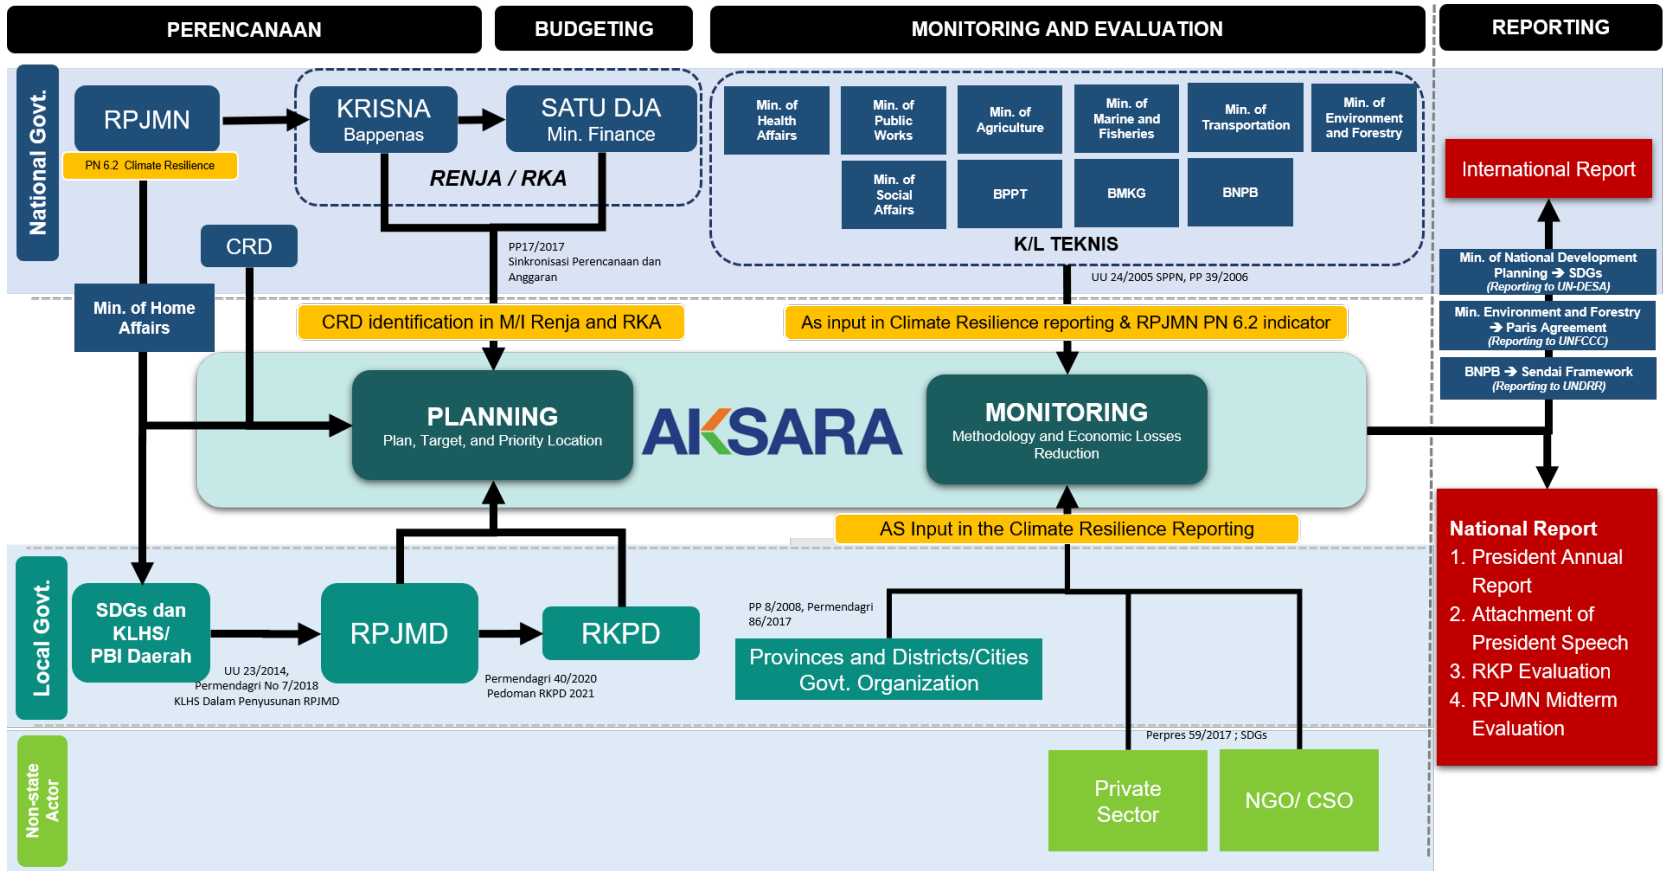 PERENCANAAN
BUDGETING
MONITORING AND EVALUATION
REPORTING
National Govt.
RPJMN
PN 6.2  Climate Resilience
KRISNA
Bappenas
SATU DJA
Min. Finance
RENJA / RKA
CRD
Min. of Home
Affairs
PP17/2017
Sinkronisasi Perencanaan dan
Anggaran
Min. of
Health
Affairs
Min. of
Public
Works
Min. of
Agriculture
Min. of
Marine and
Fisheries
Min. of
Transportation
Min. of
Environment
and Forestry
Min. of
Social
Affairs
BPPT
BMKG
BNPB
K/L TEKNIS
UU 24/2005 SPPN, PP 39/2006
International Report
Min. of National Development
Planning ➔ SDGs
(Reporting to UN-DESA)
Min. Environment and Forestry
➔ Paris Agreement
(Reporting to UNFCCC)
BNPB ➔ Sendai Framework
(Reporting to UNDRR)
CRD identification in M/I Renja and RKA
As input in Climate Resilience reporting & RPJMN PN 6.2 indicator
PLANNING
Plan, Target, and Priority Location
AKSARA
MONITORING
Methodology and Economic Losses
Reduction
AS Input in the Climate Resilience Reporting
National Report
1. President Annual
Report
2. Attachment of
President Speech
3. RKP Evaluation
4. RPJMN Midterm
Evaluation
Local Govt.
SDGs dan
KLHS/
PBI Daerah
UU 23/2014,
Permendagri No 7/2018
KLHS Dalam Penyusunan RPJMD
RPJMD
Permendagri 40/2020
Pedoman RKPD 2021
RKPD
PP 8/2008, Permendagri
86/2017
Provinces and Districts/Cities
Govt. Organization
Non-state
Actor
Perpres 59/2017 ; SDGs
Private
Sector
NGO/ CSO